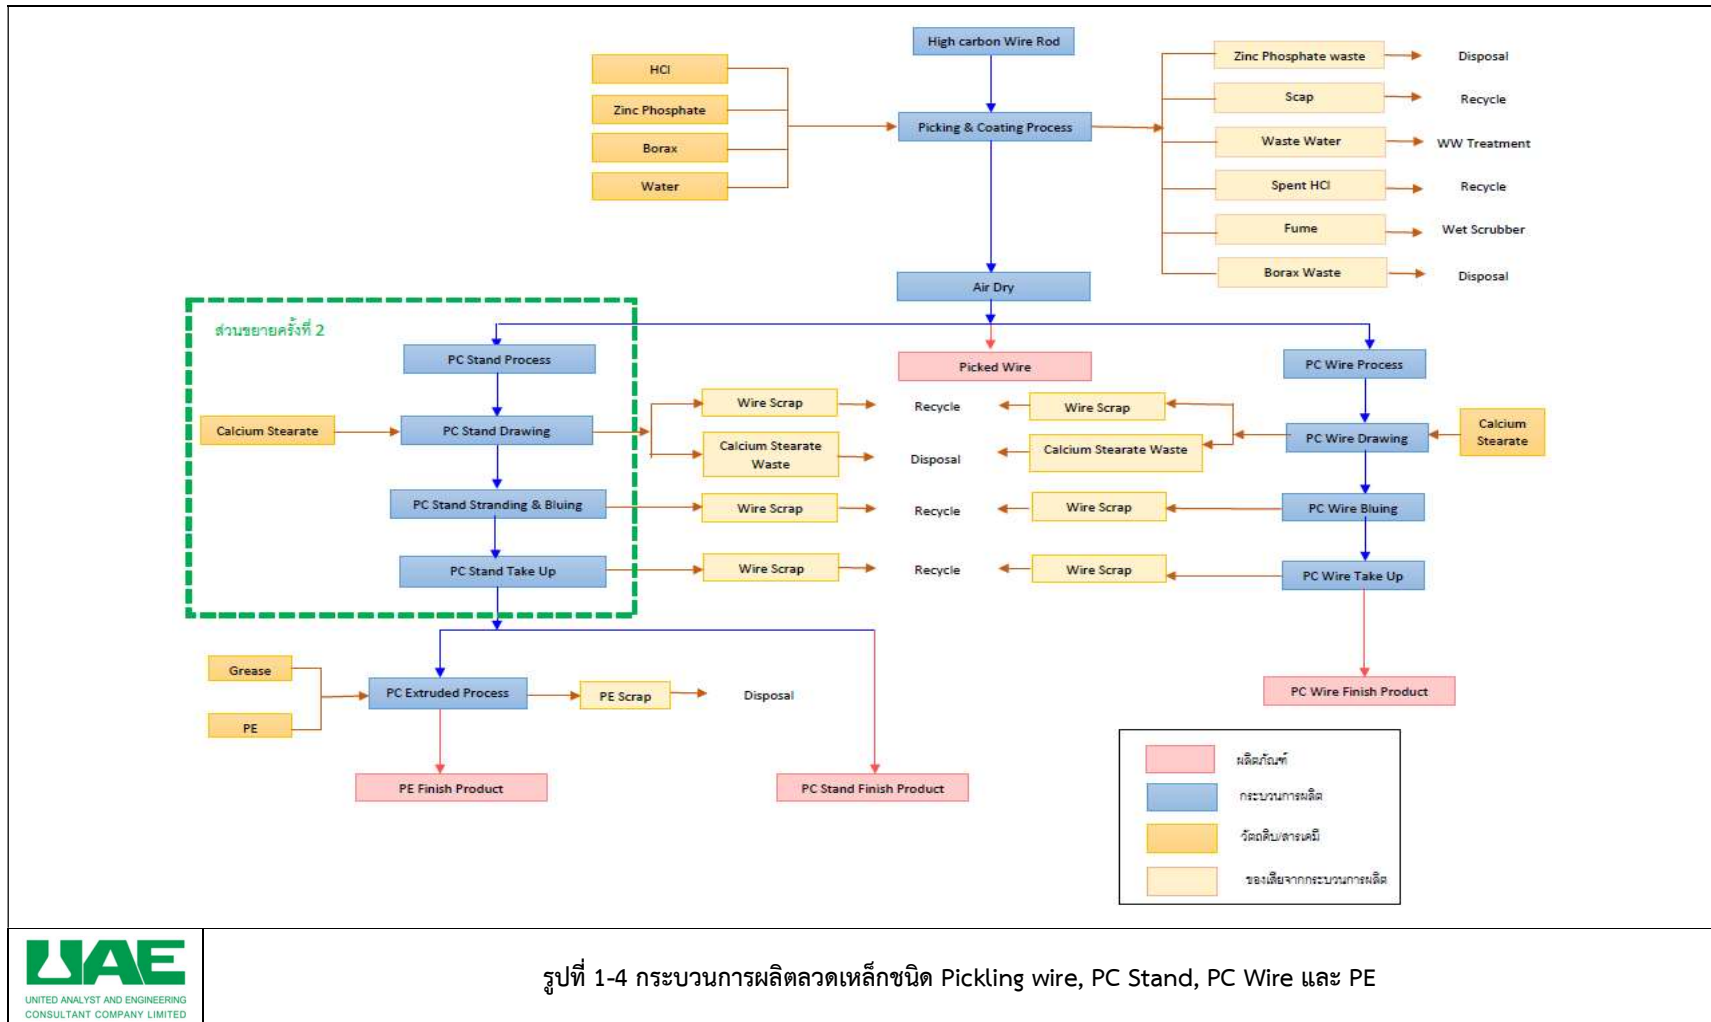 High carbon Wire Rod
HCl
Zinc Phosphate
Borax
Water
Picking & Coating Process
Zinc Phosphate waste
Disposal
Scap
Recycle
Waste Water
WW Treatment
Spent HCl
Recycle
Fume
Wet Scrubber
Borax Waste
Disposal
Air Dry
ส่วนขยายครั้งที่ 2
PC Stand Process
Picked Wire
PC Wire Process
Calcium Stearate
PC Stand Drawing
Wire Scrap
Recycle
Wire Scrap
Calcium Stearate
Waste
Disposal
Calcium Stearate Waste
PC Wire Drawing
Calcium
Stearate
PC Stand Stranding & Bluing
Wire Scrap
Recycle
Wire Scrap
PC Wire Bluing
PC Stand Take Up
Wire Scrap
Recycle
Wire Scrap
PC Wire Take Up
Grease
PE
PC Extruded Process
PE Scrap
Disposal
PC Wire Finish Product
PE Finish Product
PC Stand Finish Product
ผลิตภัณฑ์
กระบวนการผลิต
วัตถุดิบ/สารเคมี
ของเสียจากกระบวนการผลิต
UAE
UNITED ANALYST AND ENGINEERING
CONSULTANT COMPANY LIMITED
รูปที่ 1-4 กระบวนการผลิตลวดเหล็กชนิด Pickling wire, PC Stand, PC Wire และ PE